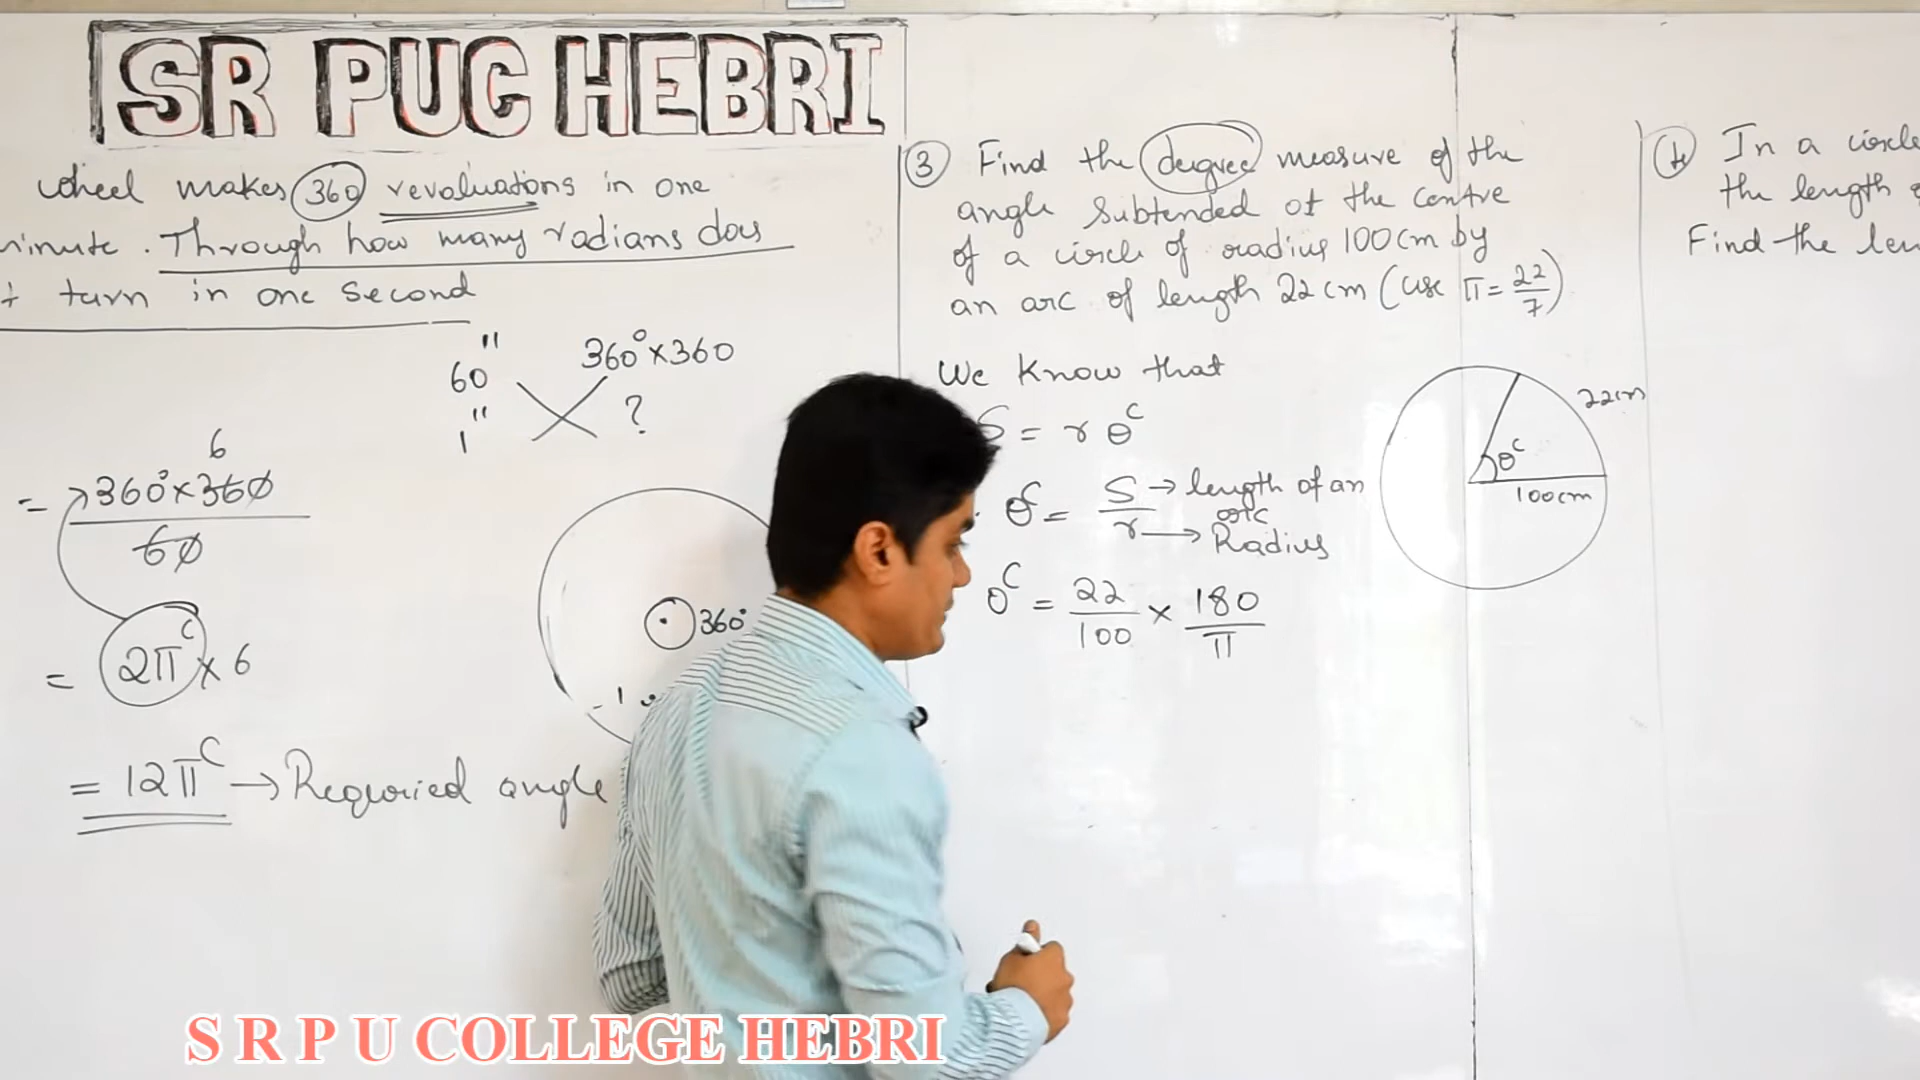 SR PUC HEBRI
wheel makes 360 revoluations in one
minute. Through how many radians does
turn in one second
60" 360° × 360
1" ?
6
= 360° × 360
60
= 2π^c × 6
= 12π^c → Requried angle
360°
3 Find the degree measure of the
angle subtended at the centre
of a circle of radius 100cm by
an arc of length 22 cm (use π = 22/7)
We know that
S = r θ^c
θ^c = S → length of an arc
r → Radius
θ^c = 22/100 × 180/π
22cm
θ^c
100cm
In a circle
the length
Find the len
S R P U COLLEGE HEBRI